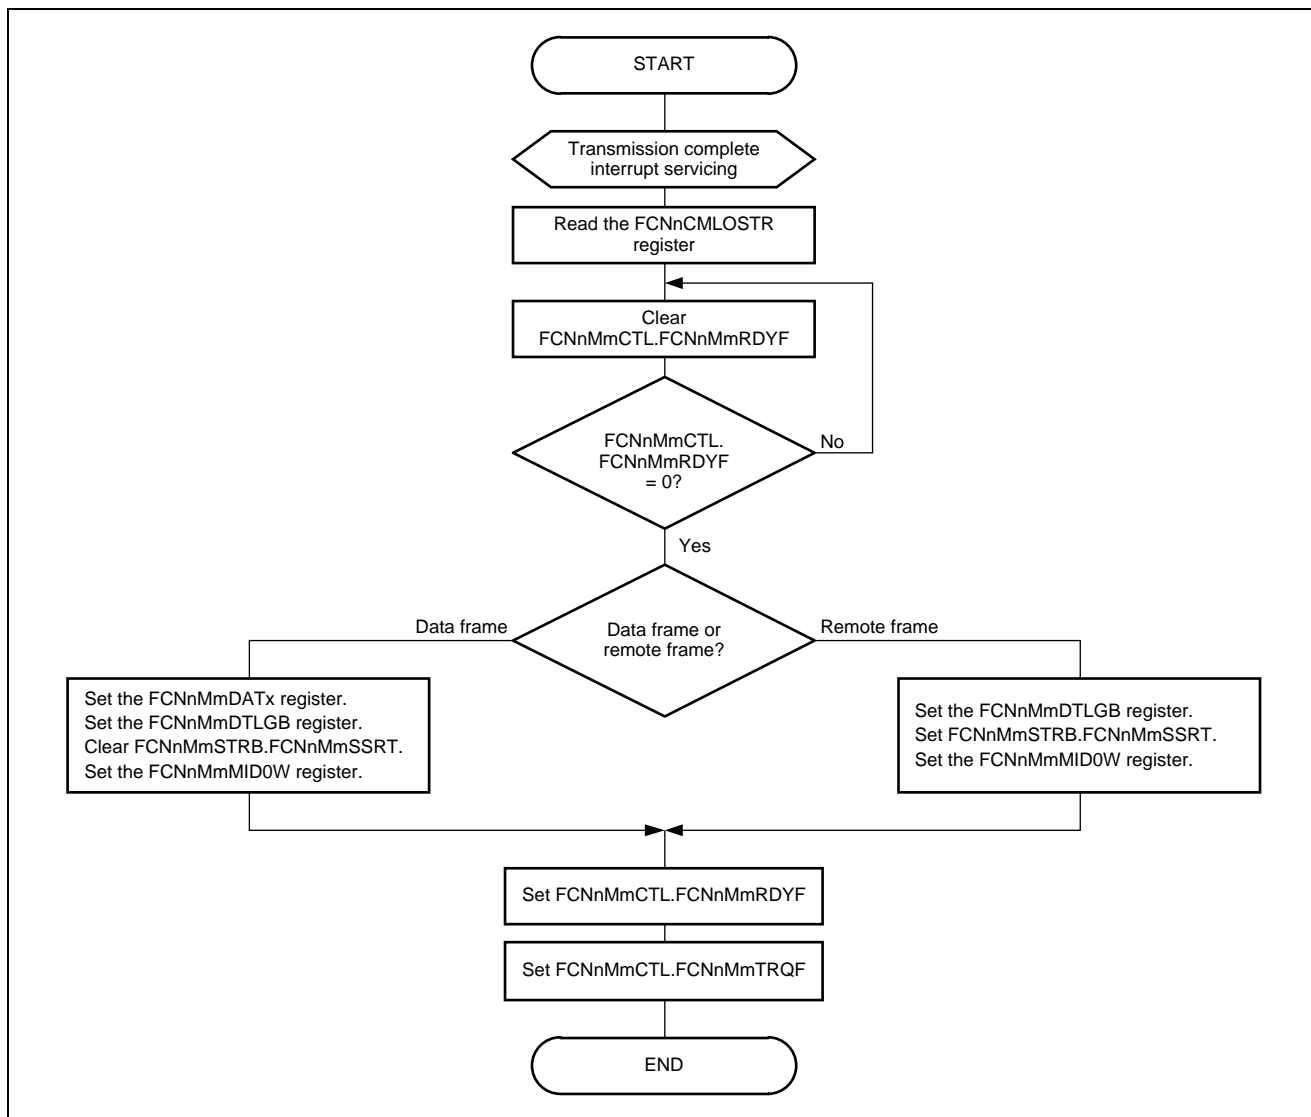 START
Transmission complete
interrupt servicing
Read the FCNnCMLOSTR
register
Clear
FCNnMmCTL.FCNnMmRDYF
FCNnMmCTL.
FCNnMmRDYF
= 0?
No
Yes
Data frame or
remote frame?
Data frame
Remote frame
Set the FCNnMmDATx register.
Set the FCNnMmDTLGB register.
Clear FCNnMmSTRB.FCNnMmSSRT.
Set the FCNnMmMID0W register.
Set the FCNnMmDTLGB register.
Set FCNnMmSTRB.FCNnMmSSRT.
Set the FCNnMmMID0W register.
Set FCNnMmCTL.FCNnMmRDYF
Set FCNnMmCTL.FCNnMmTRQF
END